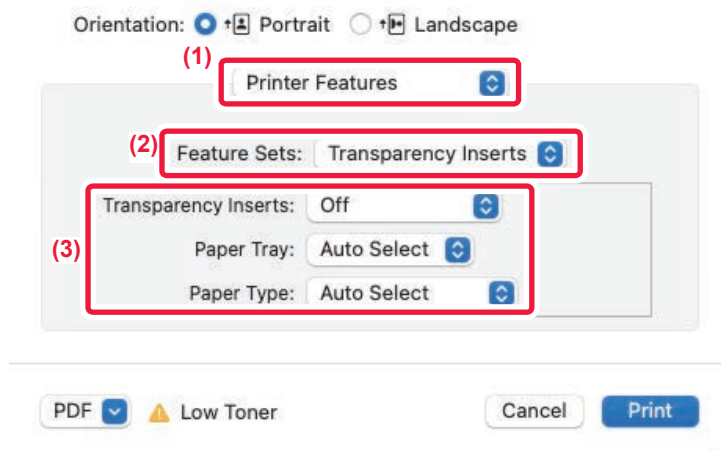 Orientation: Portrait Landscape
(1)
Printer Features
(2) Feature Sets: Transparency Inserts
Transparency Inserts: Off
(3) Paper Tray: Auto Select
Paper Type: Auto Select
PDF Low Toner Cancel Print